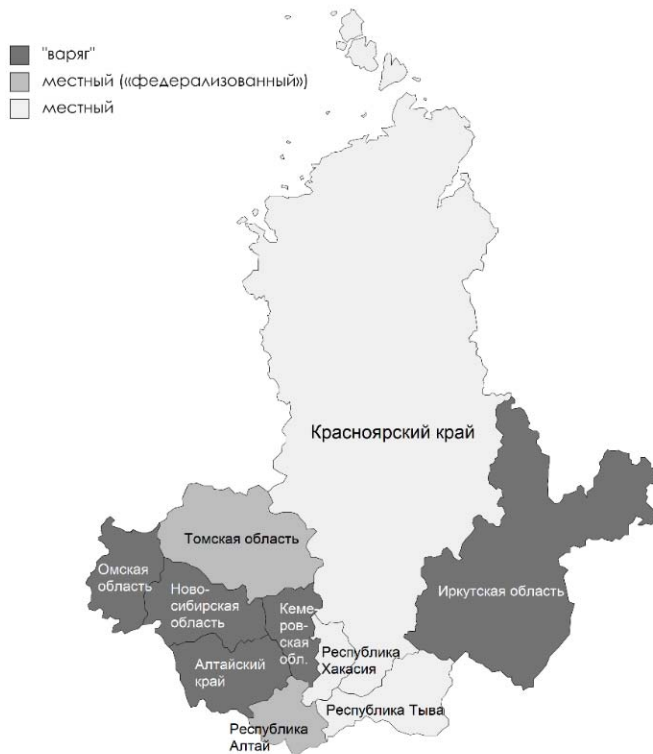 "варяг"
местный («федерализованный»)
местный
Красноярский край
Томская область
Омская
область
Ново-
сибирская
область
Кеме-
ров-
ская
обл.
Иркутская область
Алтайский
край
Республика
Хакасия
Республика Тыва
Республика
Алтай